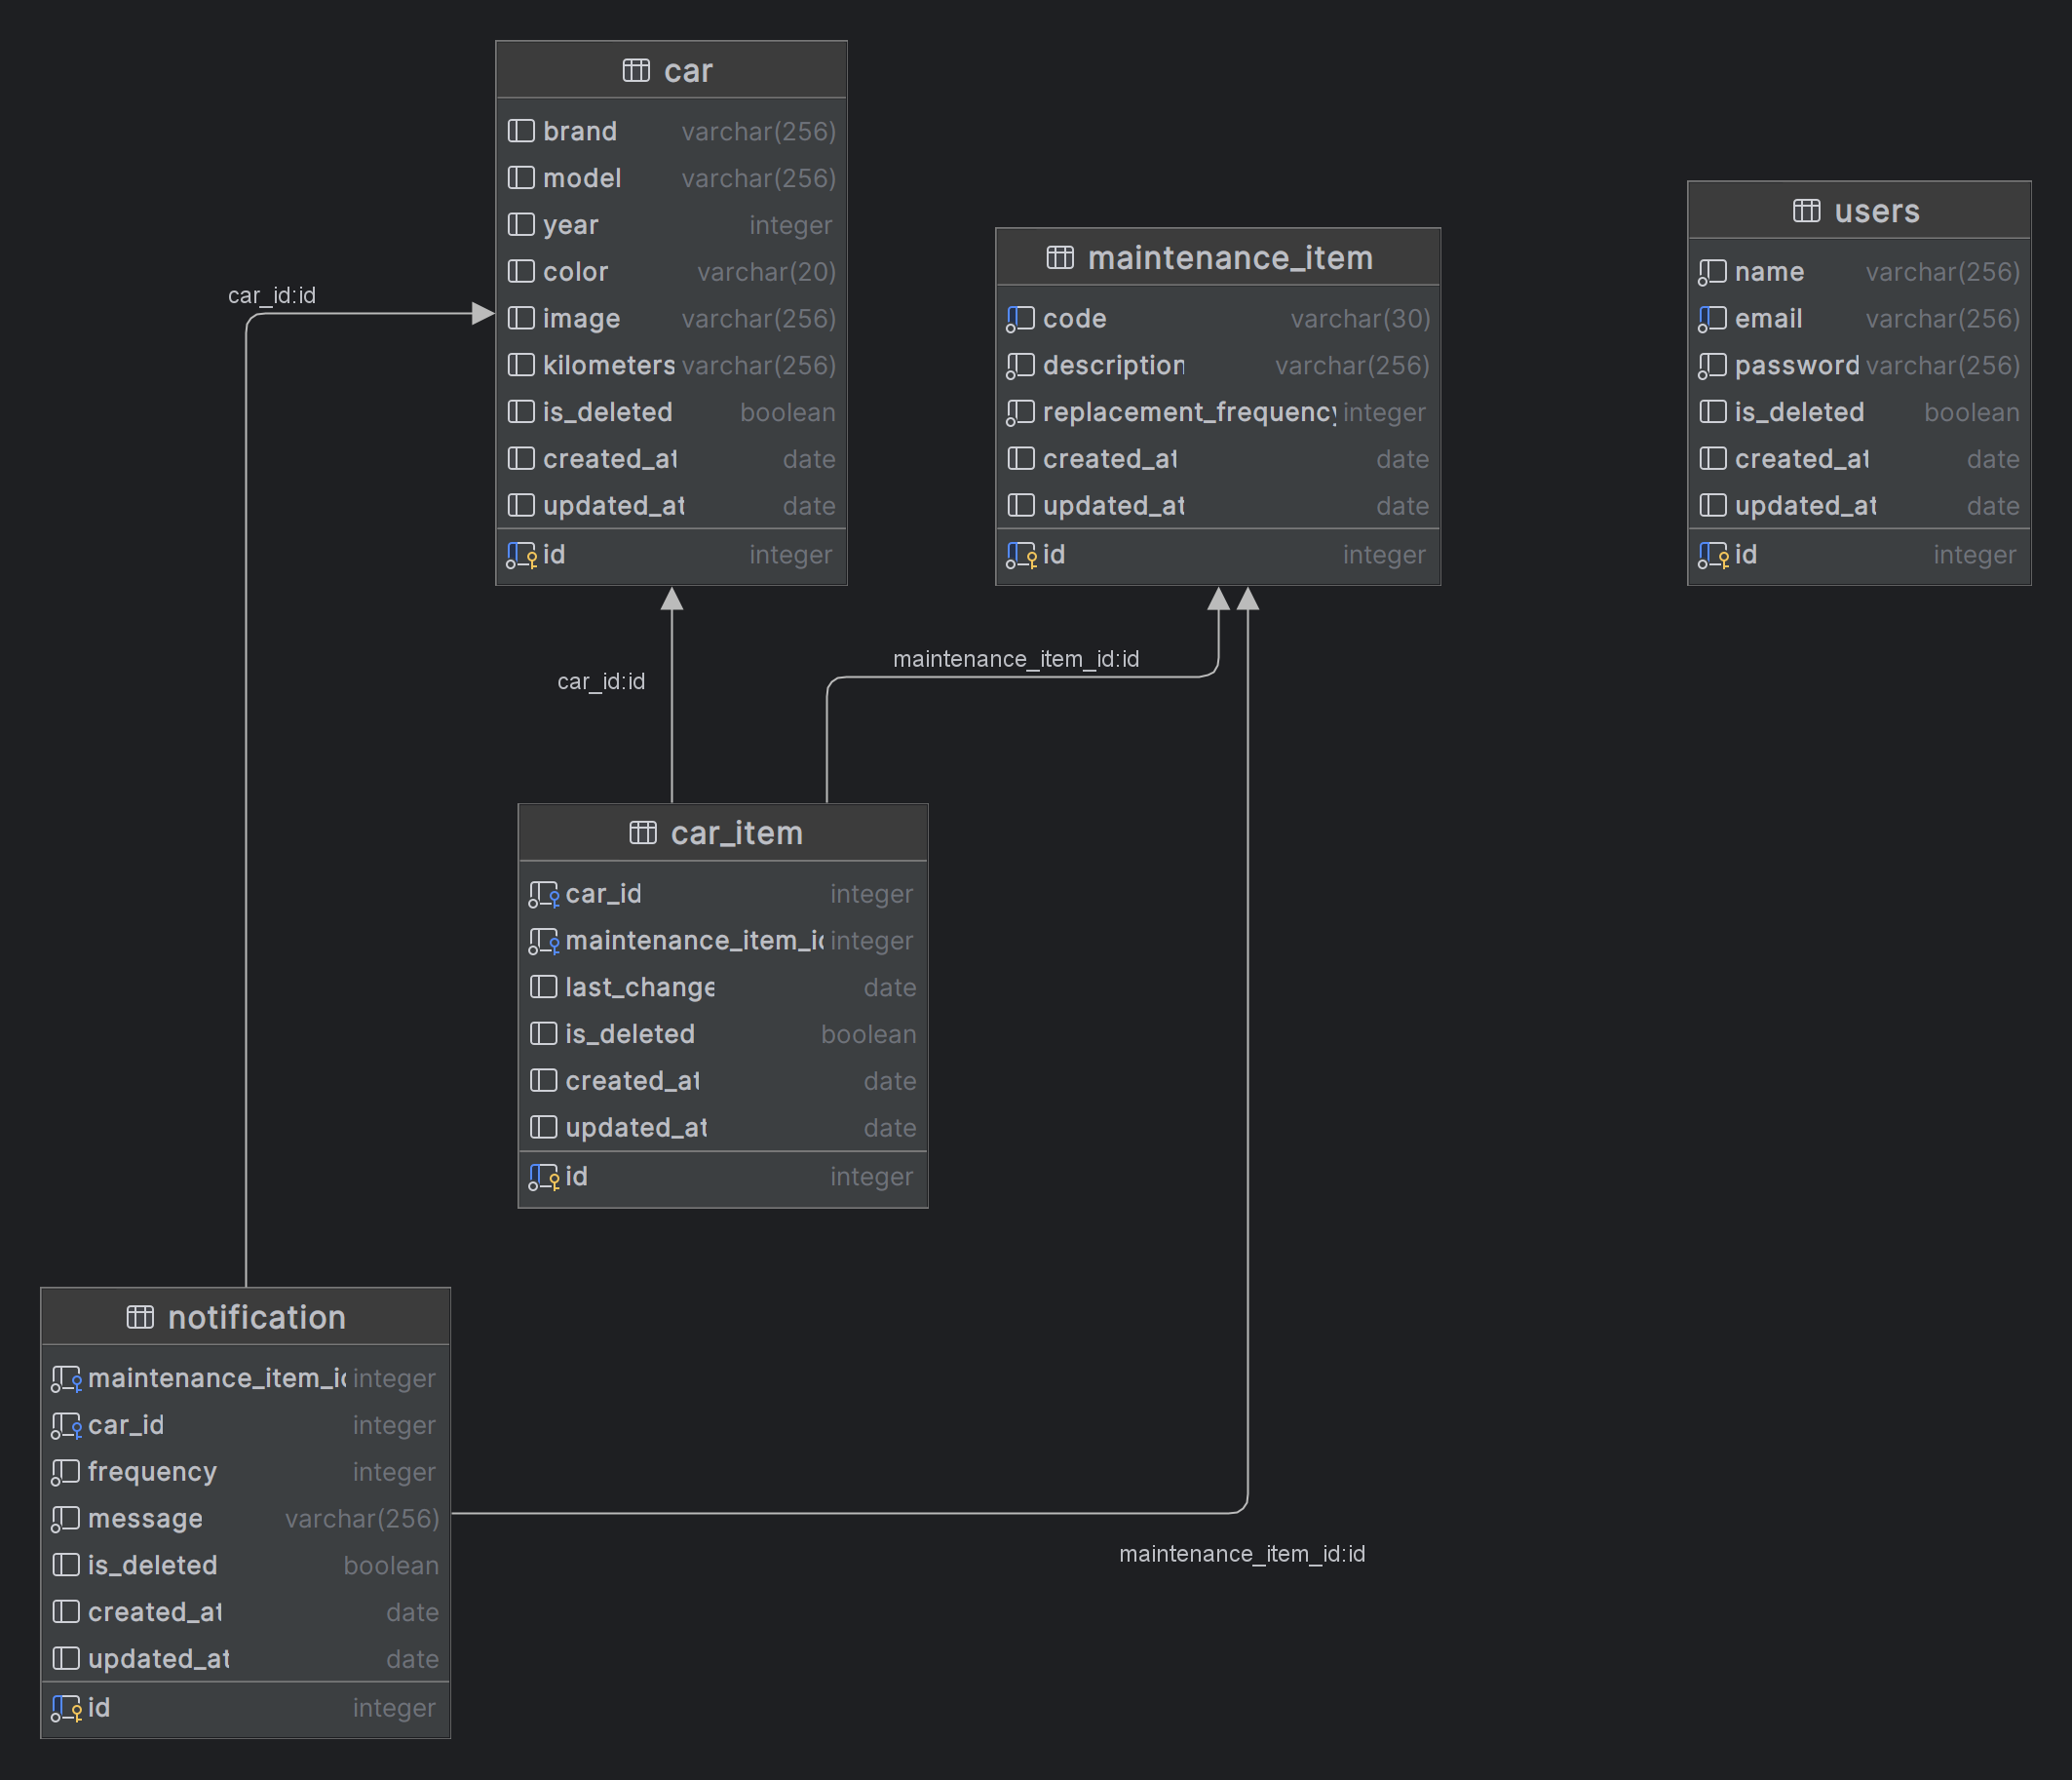 car
brand varchar(256)
model varchar(256)
year integer
color varchar(20)
image varchar(256)
kilometers varchar(256)
is_deleted boolean
created_at date
updated_at date
id integer
maintenance_item
code varchar(30)
description varchar(256)
replacement_frequency integer
created_at date
updated_at date
id integer
users
name varchar(256)
email varchar(256)
password varchar(256)
is_deleted boolean
created_at date
updated_at date
id integer
car_id:id
car_id:id
maintenance_item_id:id
car_item
car_id integer
maintenance_item_id integer
last_change date
is_deleted boolean
created_at date
updated_at date
id integer
notification
maintenance_item_id integer
car_id integer
frequency integer
message varchar(256)
is_deleted boolean
created_at date
updated_at date
id integer
maintenance_item_id:id